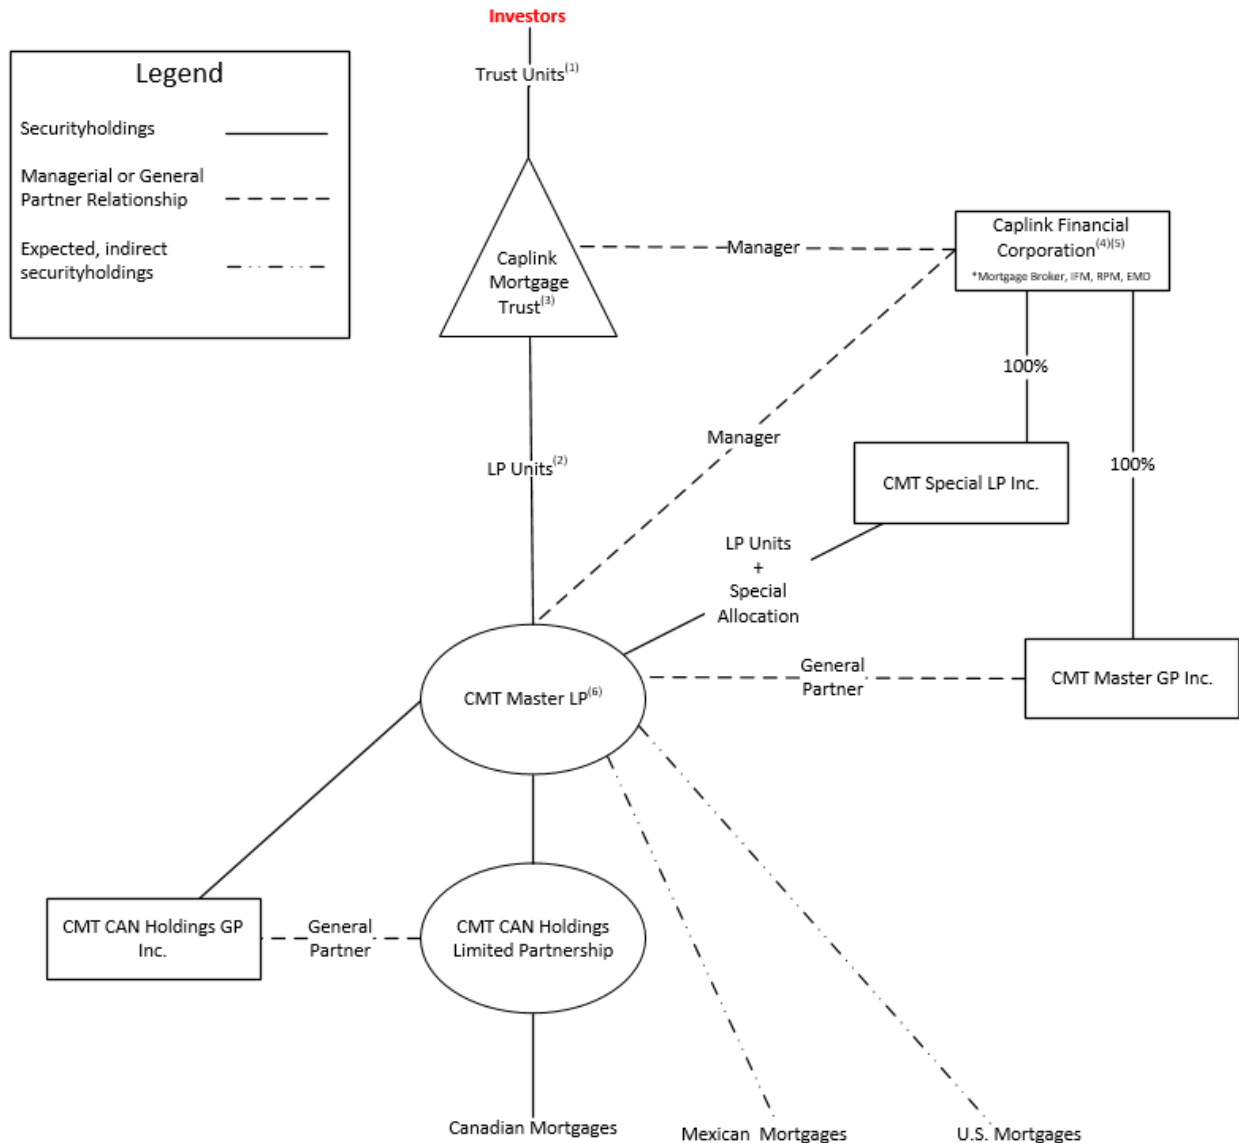 Investors
Trust Units(1)
Legend
Securityholdings
Managerial or General
Partner Relationship
Expected, indirect
securityholdings
Caplink
Mortgage
Trust(3)
Manager
Caplink Financial
Corporation(4)(5)
*Mortgage Broker, IFM, RPM, EMD
100%
Manager
100%
LP Units(2)
CMT Special LP Inc.
LP Units
+
Special
Allocation
CMT Master LP(6)
General
Partner
CMT Master GP Inc.
CMT CAN Holdings GP
Inc.
General
Partner
CMT CAN Holdings
Limited Partnership
Canadian Mortgages
Mexican Mortgages
U.S. Mortgages